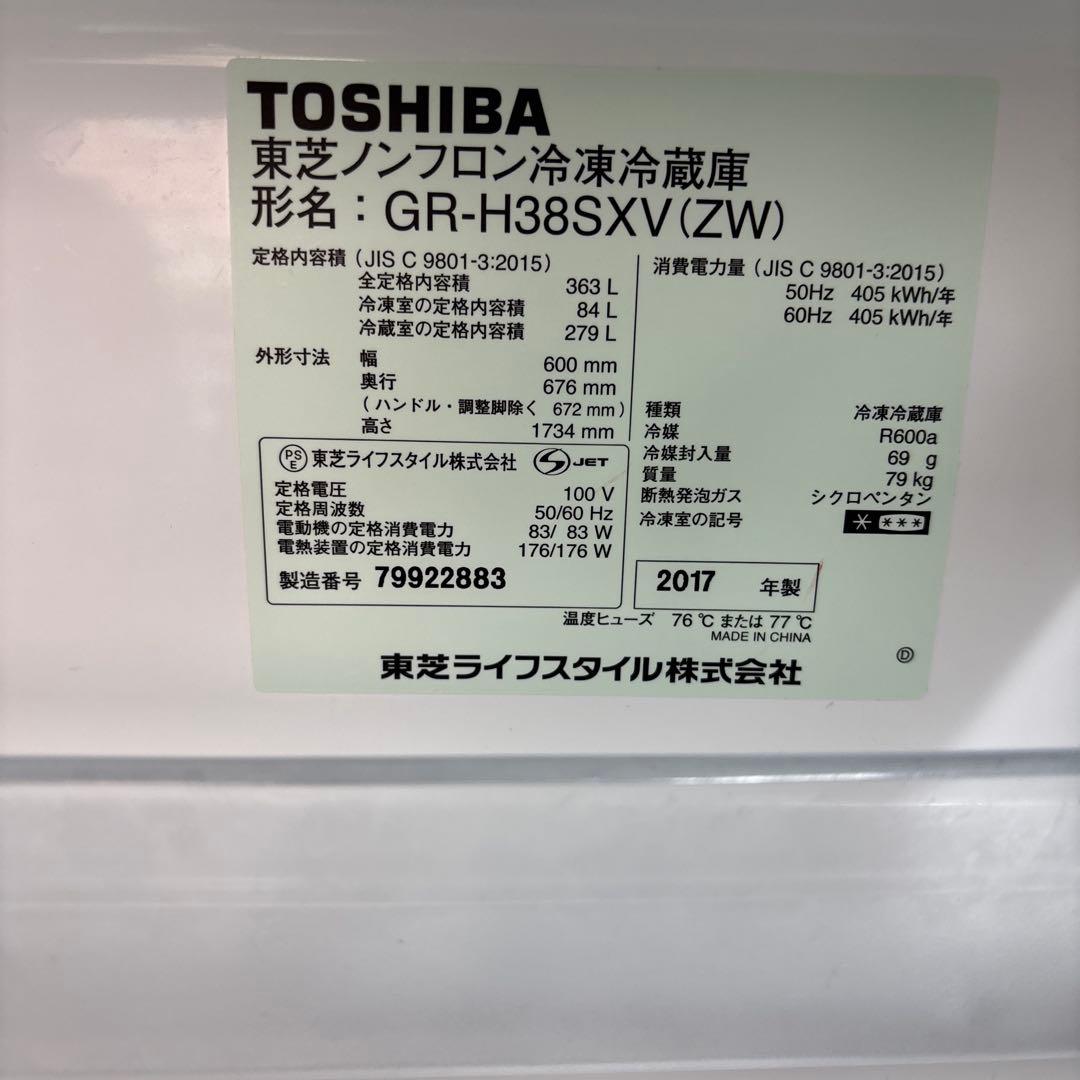 TOSHIBA
東芝ノンフロン冷凍冷蔵庫
形名：GR-H38SXV(ZW)
定格内容積（JIS C 9801-3:2015）
全定格内容積 363 L
冷凍室の定格内容積 84 L
冷蔵室の定格内容積 279 L
外形寸法 幅 600 mm
奥行 676 mm
（ハンドル・調整脚除く 672 mm）
高さ 1734 mm
消費電力量（JIS C 9801-3:2015）
50Hz 405 kWh/年
60Hz 405 kWh/年
種類 冷凍冷蔵庫
冷媒 R600a
冷媒封入量 69 g
質量 79 kg
断熱発泡ガス シクロペンタン
冷凍室の記号 * ***
PSE 東芝ライフスタイル株式会社 JET
定格電圧 100 V
定格周波数 50/60 Hz
電動機の定格消費電力 83/ 83 W
電熱装置の定格消費電力 176/176 W
製造番号 79922883
2017 年製
温度ヒューズ 76 ℃ または 77 ℃
MADE IN CHINA
東芝ライフスタイル株式会社
Ⓓ